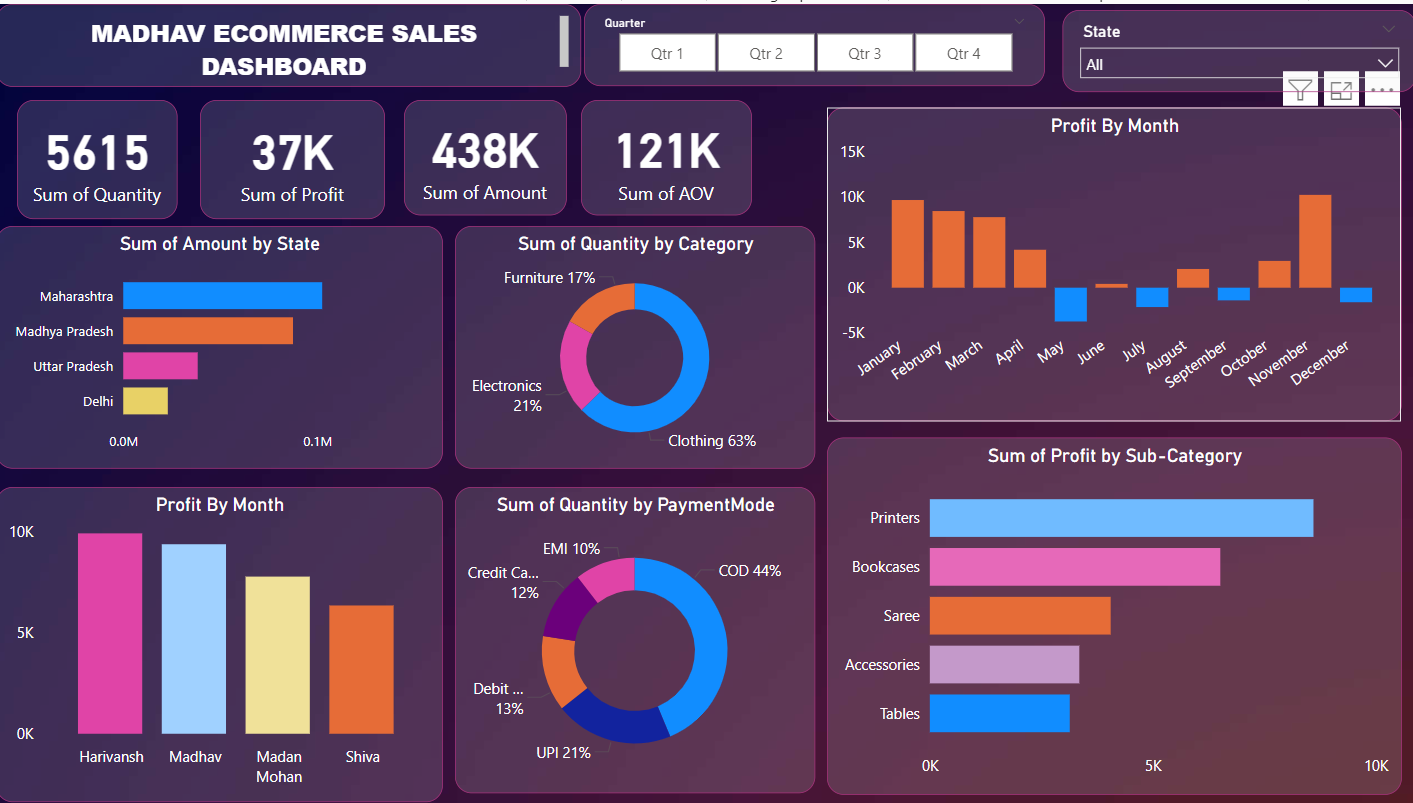 MADHAV ECOMMERCE SALES
DASHBOARD
Quarter
Qtr 1
Qtr 2
Qtr 3
Qtr 4
State
All
5615
Sum of Quantity
37K
Sum of Profit
438K
Sum of Amount
121K
Sum of AOV
Profit By Month
15K
10K
5K
0K
-5K
January
February
March
April
May
June
July
August
September
October
November
December
Sum of Amount by State
Maharashtra
Madhya Pradesh
Uttar Pradesh
Delhi
0.0M
0.1M
Sum of Quantity by Category
Furniture 17%
Electronics
21%
Clothing 63%
Profit By Month
10K
5K
0K
Harivansh
Madhav
Madan
Mohan
Shiva
Sum of Quantity by PaymentMode
EMI 10%
COD 44%
Credit Ca...
12%
Debit ...
13%
UPI 21%
Sum of Profit by Sub-Category
Printers
Bookcases
Saree
Accessories
Tables
0K
5K
10K